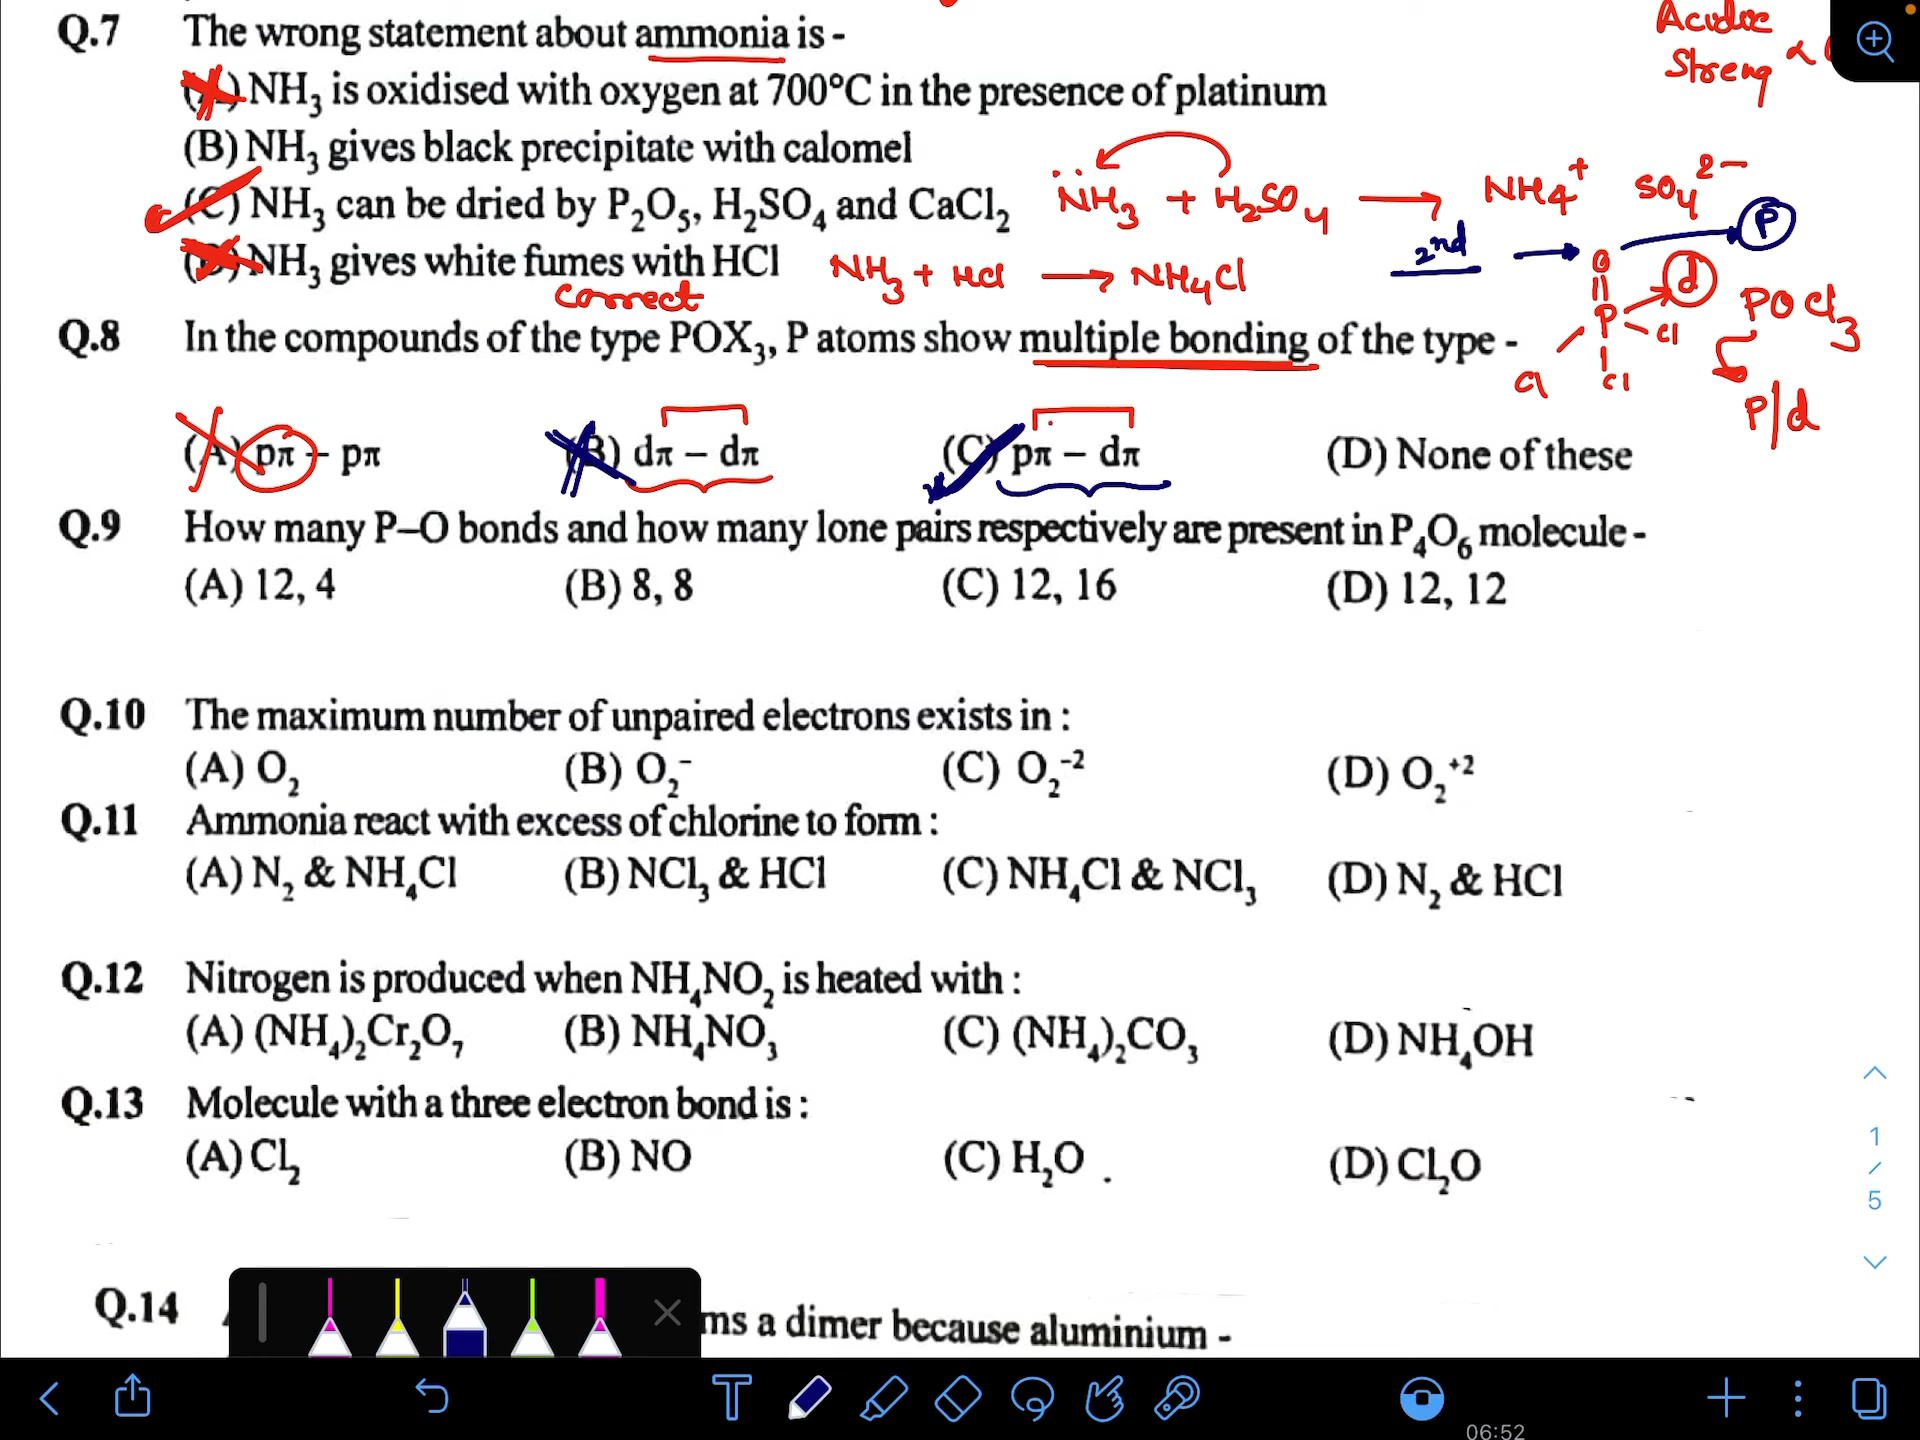 Acidic
Streng ∝
Q.7 The wrong statement about ammonia is -
(A) NH₃ is oxidised with oxygen at 700°C in the presence of platinum
(B) NH₃ gives black precipitate with calomel
(C) NH₃ can be dried by P₂O₅, H₂SO₄ and CaCl₂ NH₃ + H₂SO₄ → NH₄⁺ SO₄²⁻
2nd → P
(D) NH₃ gives white fumes with HCl NH₃ + HCl → NH₄Cl
correct
O
P d
Cl Cl Cl
POCl₃
P/d
Q.8 In the compounds of the type POX₃, P atoms show multiple bonding of the type -
(A) pπ – pπ (B) dπ – dπ (C) pπ – dπ (D) None of these
Q.9 How many P–O bonds and how many lone pairs respectively are present in P₄O₆ molecule -
(A) 12, 4 (B) 8, 8 (C) 12, 16 (D) 12, 12
Q.10 The maximum number of unpaired electrons exists in :
(A) O₂ (B) O₂⁻ (C) O₂⁻² (D) O₂⁺²
Q.11 Ammonia react with excess of chlorine to form :
(A) N₂ & NH₄Cl (B) NCl₃ & HCl (C) NH₄Cl & NCl₃ (D) N₂ & HCl
Q.12 Nitrogen is produced when NH₄NO₂ is heated with :
(A) (NH₄)₂Cr₂O₇ (B) NH₄NO₃ (C) (NH₄)₂CO₃ (D) NH₄OH
Q.13 Molecule with a three electron bond is :
(A) Cl₂ (B) NO (C) H₂O . (D) Cl₂O
1
/
5
Q.14 ms a dimer because aluminium -
06:52